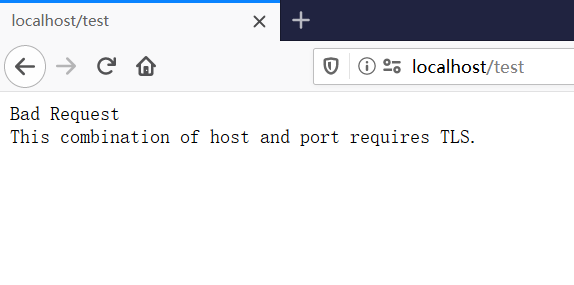 localhost/test
localhost/test
Bad Request
This combination of host and port requires TLS.